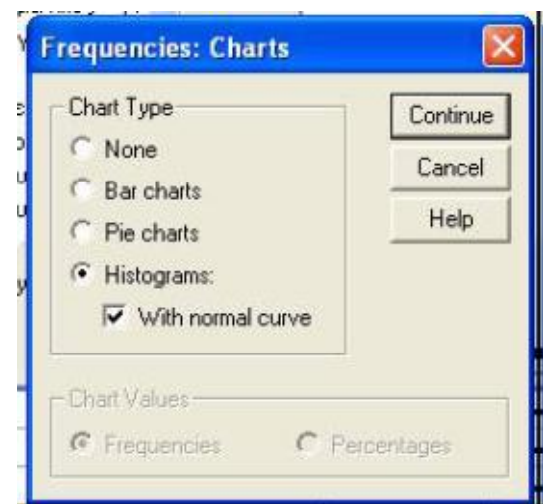 Frequencies: Charts
Chart Type
None
Bar charts
Pie charts
Histograms:
With normal curve
Continue
Cancel
Help
Chart Values
Frequencies
Percentages